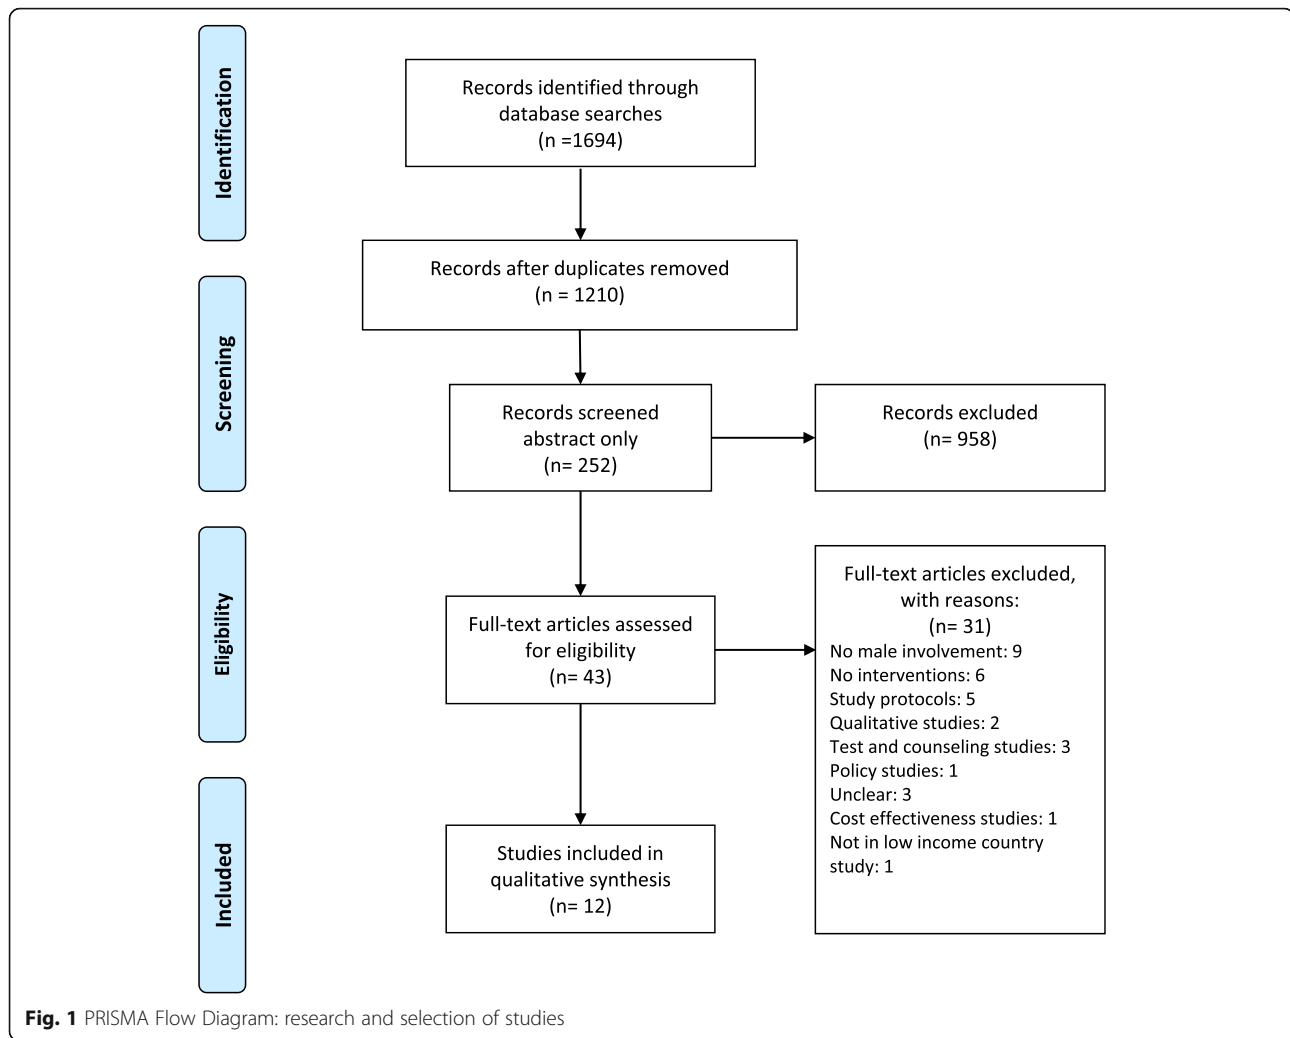 Identification
Records identified through
database searches
(n =1694)
Records after duplicates removed
(n = 1210)
Screening
Records screened
abstract only
(n= 252)
Records excluded
(n= 958)
Eligibility
Full-text articles assessed
for eligibility
(n= 43)
Full-text articles excluded,
with reasons:
(n= 31)
No male involvement: 9
No interventions: 6
Study protocols: 5
Qualitative studies: 2
Test and counseling studies: 3
Policy studies: 1
Unclear: 3
Cost effectiveness studies: 1
Not in low income country
study: 1
Included
Studies included in
qualitative synthesis
(n= 12)
Fig. 1 PRISMA Flow Diagram: research and selection of studies